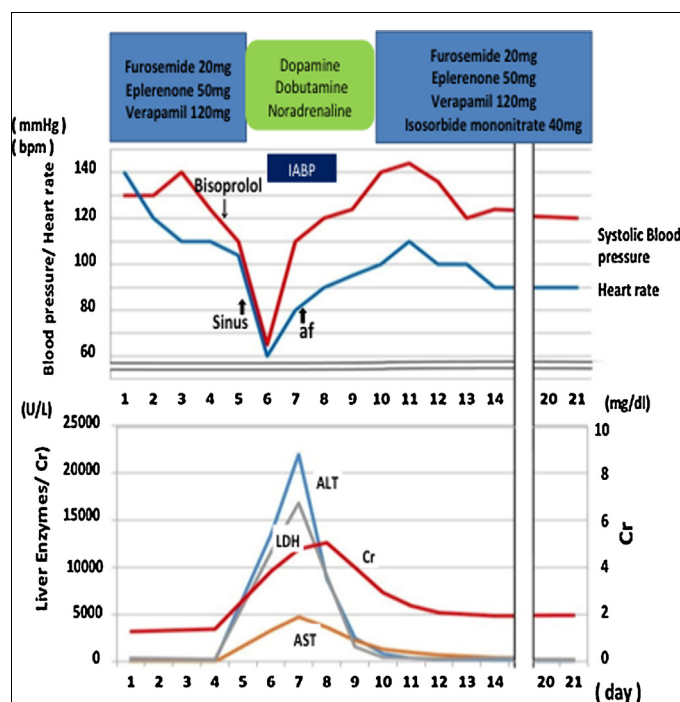 Furosemide 20mg
Eplerenone 50mg
Verapamil 120mg
Dopamine
Dobutamine
Noradrenaline
Furosemide 20mg
Eplerenone 50mg
Verapamil 120mg
Isosorbide mononitrate 40mg
( mmHg )
( bpm )
Blood pressure/ Heart rate
140
120
100
80
60
IABP
Bisoprolol
Sinus
af
Systolic Blood
pressure
Heart rate
1 2 3 4 5 6 7 8 9 10 11 12 13 14 20 21
(U/L)
(mg/dl)
Liver Enzymes/ Cr)
25000
20000
15000
10000
5000
0
ALT
LDH
Cr
AST
10
8
6
4
2
0
Cr
1 2 3 4 5 6 7 8 9 10 11 12 13 14 20 21
( day )